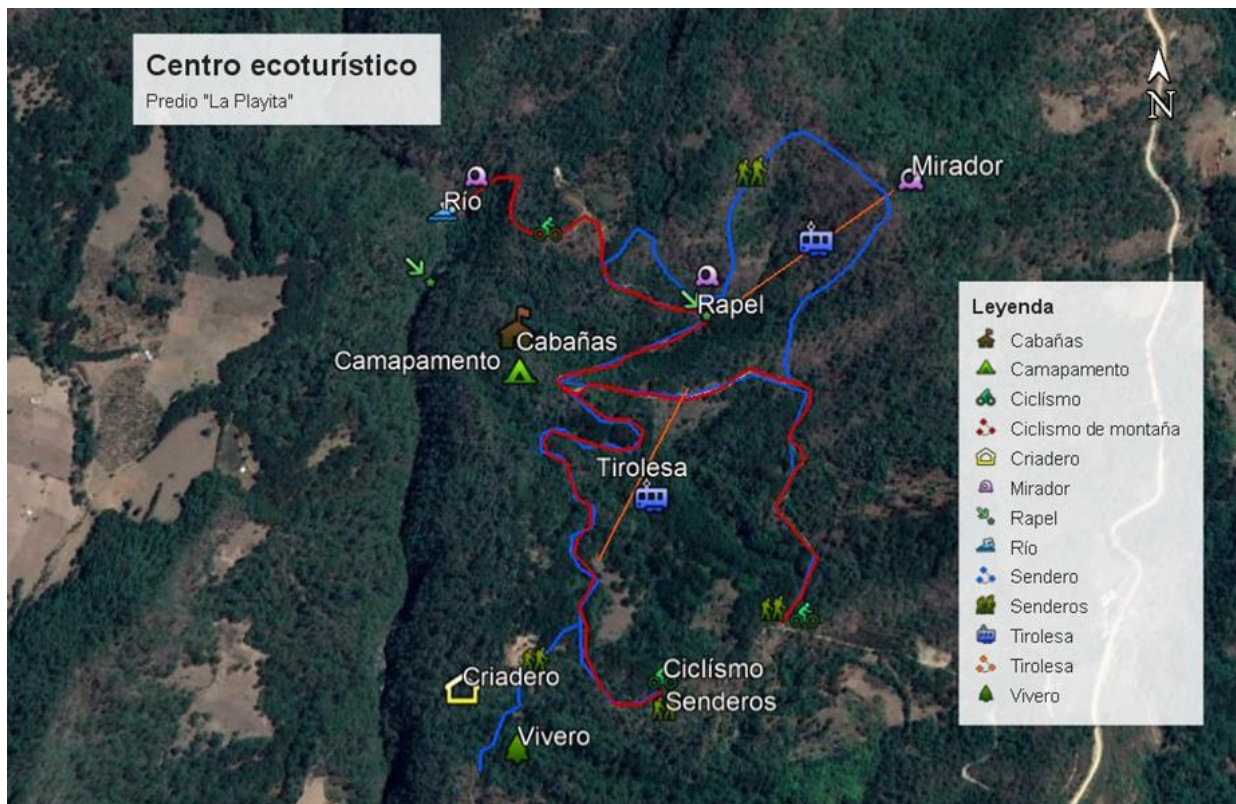 Centro ecoturístico
Predio "La Playita"
N
Mirador
Río
Rapel
Cabañas
Camapamento
Tirolesa
Ciclísmo
Criadero
Senderos
Vivero
Leyenda
Cabañas
Camapamento
Ciclísmo
Ciclismo de montaña
Criadero
Mirador
Rapel
Río
Sendero
Senderos
Tirolesa
Tirolesa
Vivero